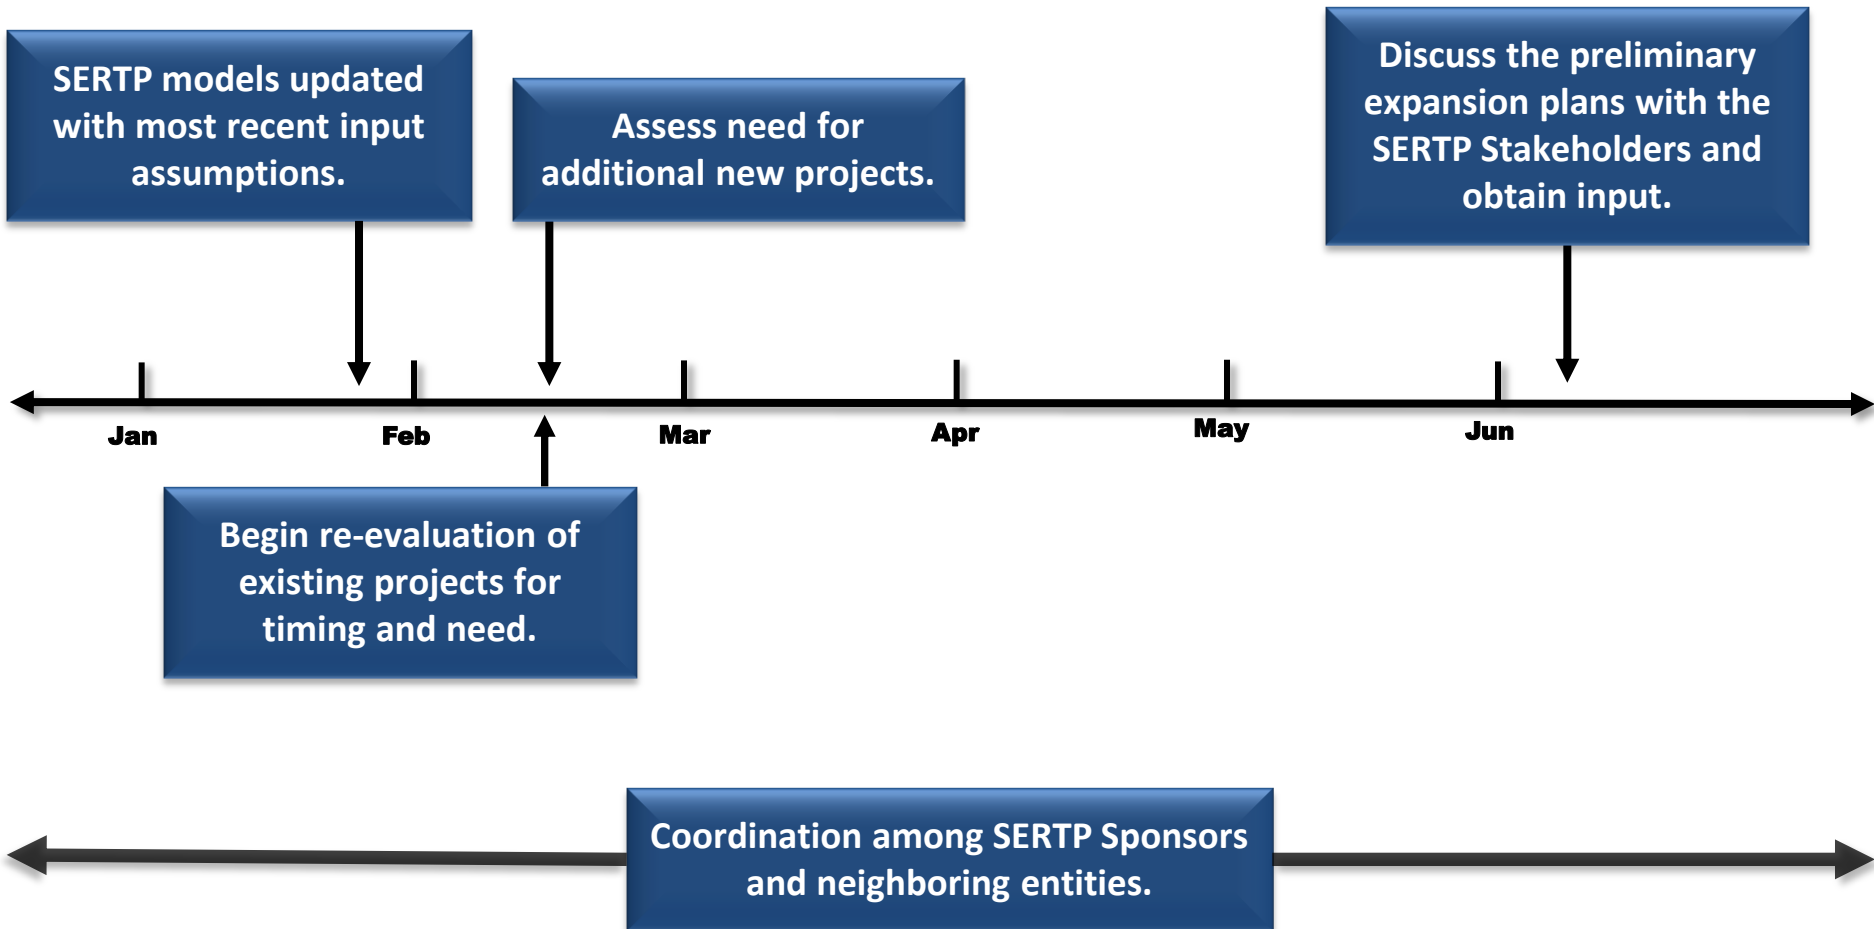 SERTP models updated
with most recent input
assumptions.
Assess need for
additional new projects.
Discuss the preliminary
expansion plans with the
SERTP Stakeholders and
obtain input.
Jan
Feb
Mar
Apr
May
Jun
Begin re-evaluation of
existing projects for
timing and need.
Coordination among SERTP Sponsors
and neighboring entities.